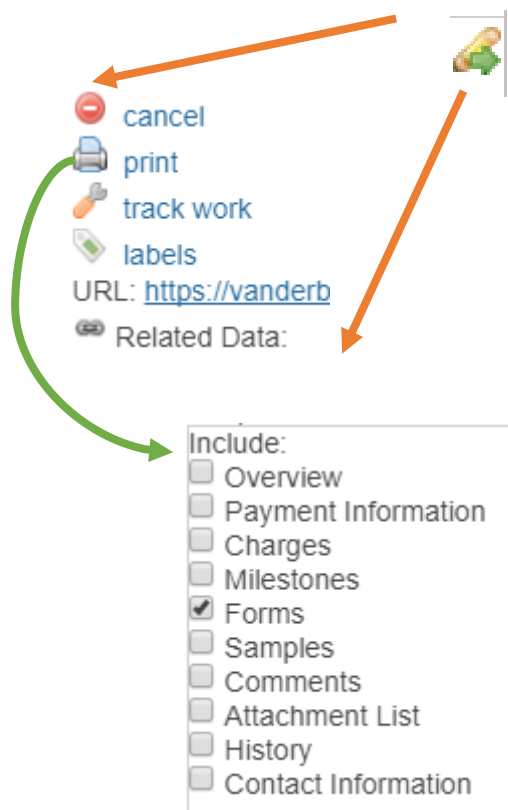 cancel
print
track work
labels
URL: https://vanderb
Related Data:
Include:
Overview
Payment Information
Charges
Milestones
Forms
Samples
Comments
Attachment List
History
Contact Information